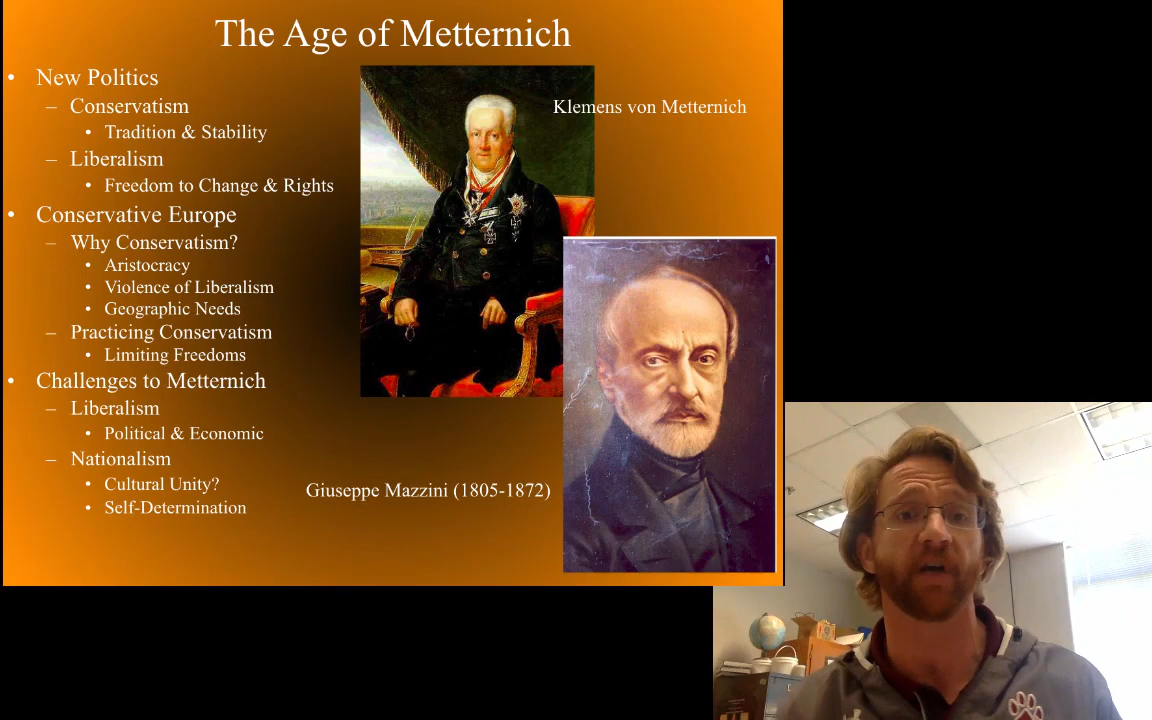 The Age of Metternich
• New Politics
– Conservatism
• Tradition & Stability
– Liberalism
• Freedom to Change & Rights
• Conservative Europe
– Why Conservatism?
• Aristocracy
• Violence of Liberalism
• Geographic Needs
– Practicing Conservatism
• Limiting Freedoms
• Challenges to Metternich
– Liberalism
• Political & Economic
– Nationalism
• Cultural Unity?
• Self-Determination
Klemens von Metternich
Giuseppe Mazzini (1805-1872)